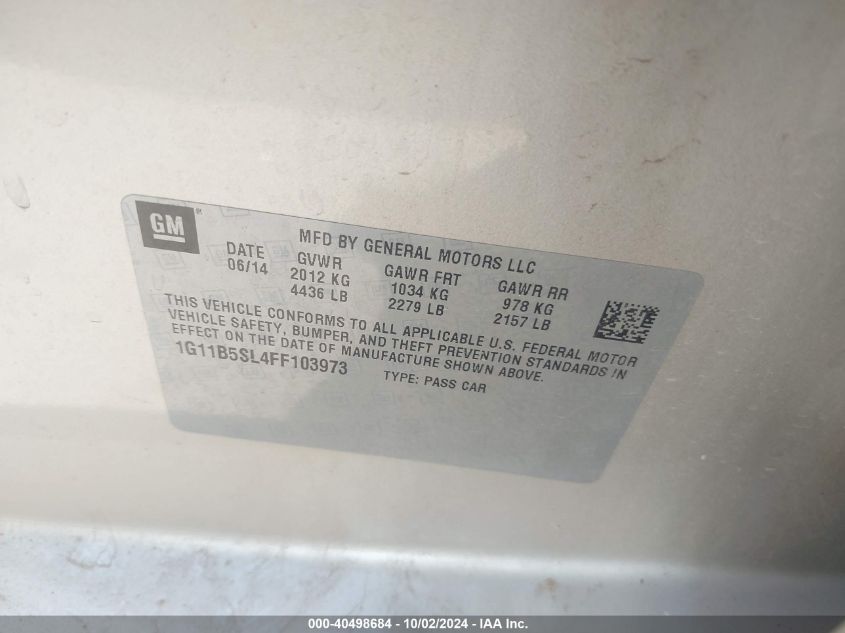 GM
MFD BY GENERAL MOTORS LLC
DATE GVWR GAWR FRT GAWR RR
06/14 2012 KG 1034 KG 978 KG
4436 LB 2279 LB 2157 LB
THIS VEHICLE CONFORMS TO ALL APPLICABLE U.S. FEDERAL MOTOR
VEHICLE SAFETY, BUMPER, AND THEFT PREVENTION STANDARDS IN
EFFECT ON THE DATE OF MANUFACTURE SHOWN ABOVE.
1G11B5SL4FF103973 TYPE: PASS CAR
000-40498684 - 10/02/2024 - IAA Inc.